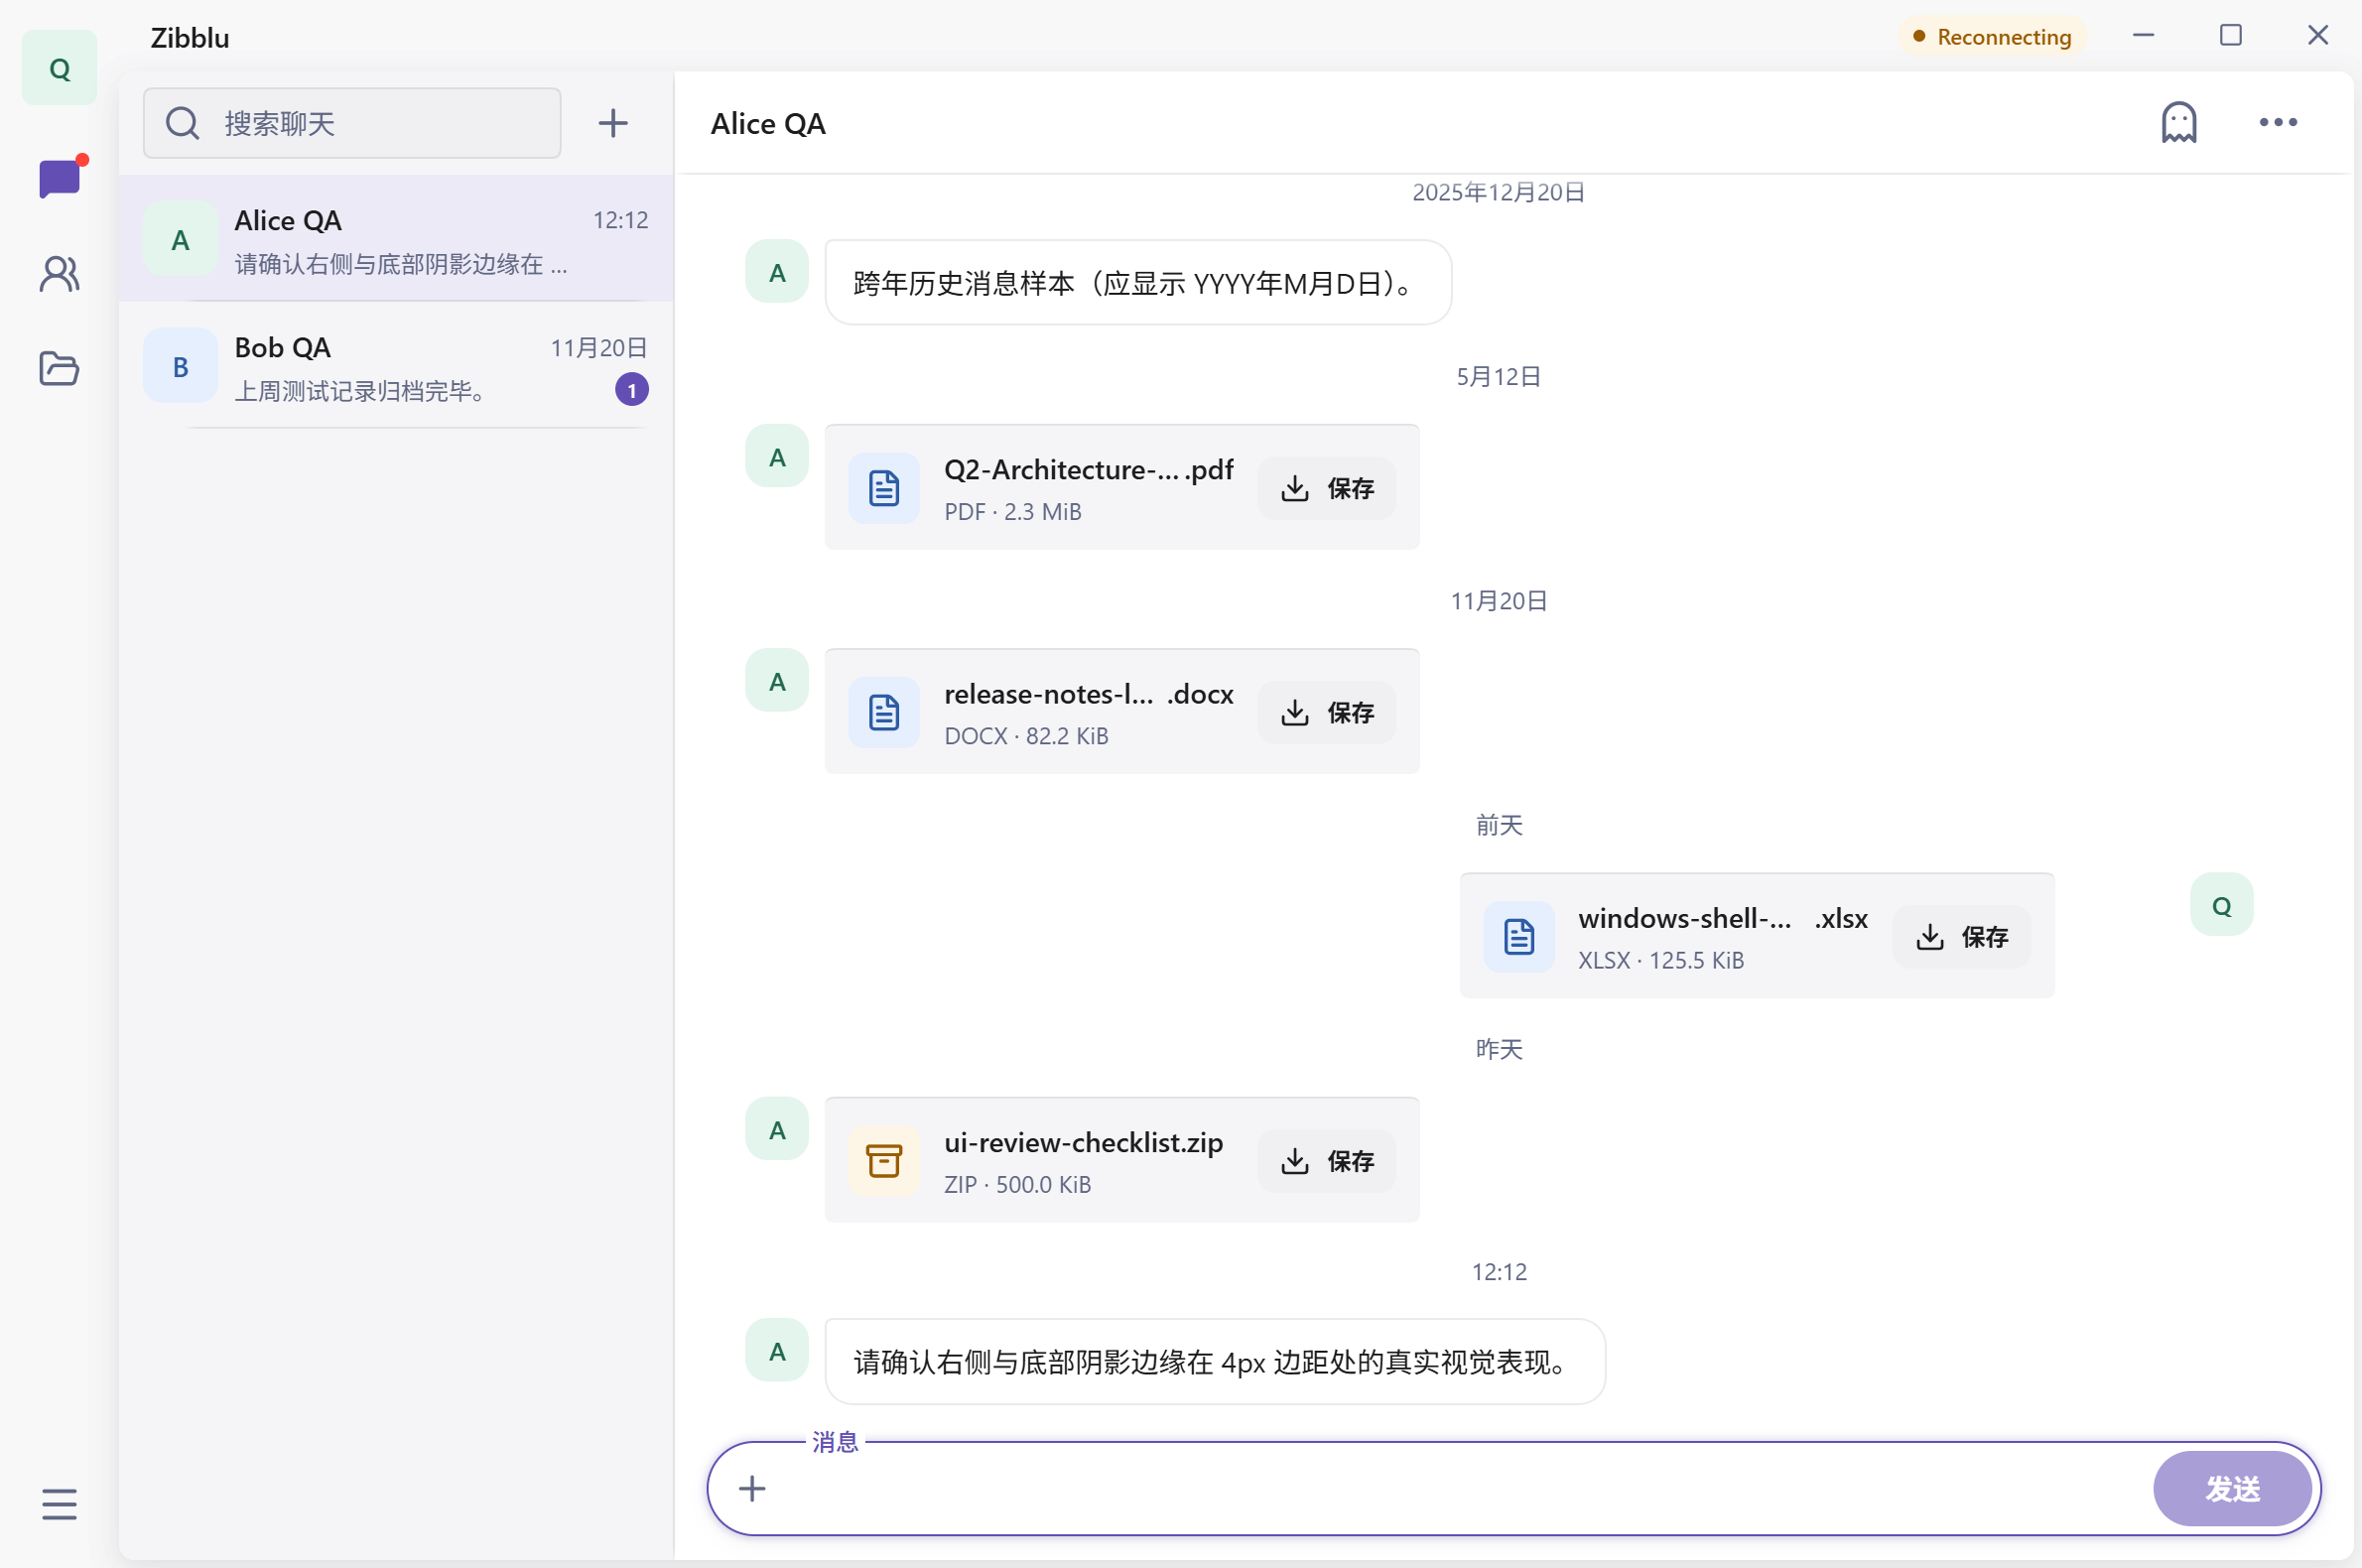 Q
Zibblu
Reconnecting
搜索聊天
A
Alice QA
12:12
请确认右侧与底部阴影边缘在 ...
B
Bob QA
11月20日
上周测试记录归档完毕。
1
Alice QA
2025年12月20日
A
跨年历史消息样本（应显示 YYYY年M月D日）。
5月12日
A
Q2-Architecture-... .pdf
PDF · 2.3 MiB
保存
11月20日
A
release-notes-l... .docx
DOCX · 82.2 KiB
保存
前天
windows-shell-... .xlsx
XLSX · 125.5 KiB
保存
Q
昨天
A
ui-review-checklist.zip
ZIP · 500.0 KiB
保存
12:12
A
请确认右侧与底部阴影边缘在 4px 边距处的真实视觉表现。
消息
发送